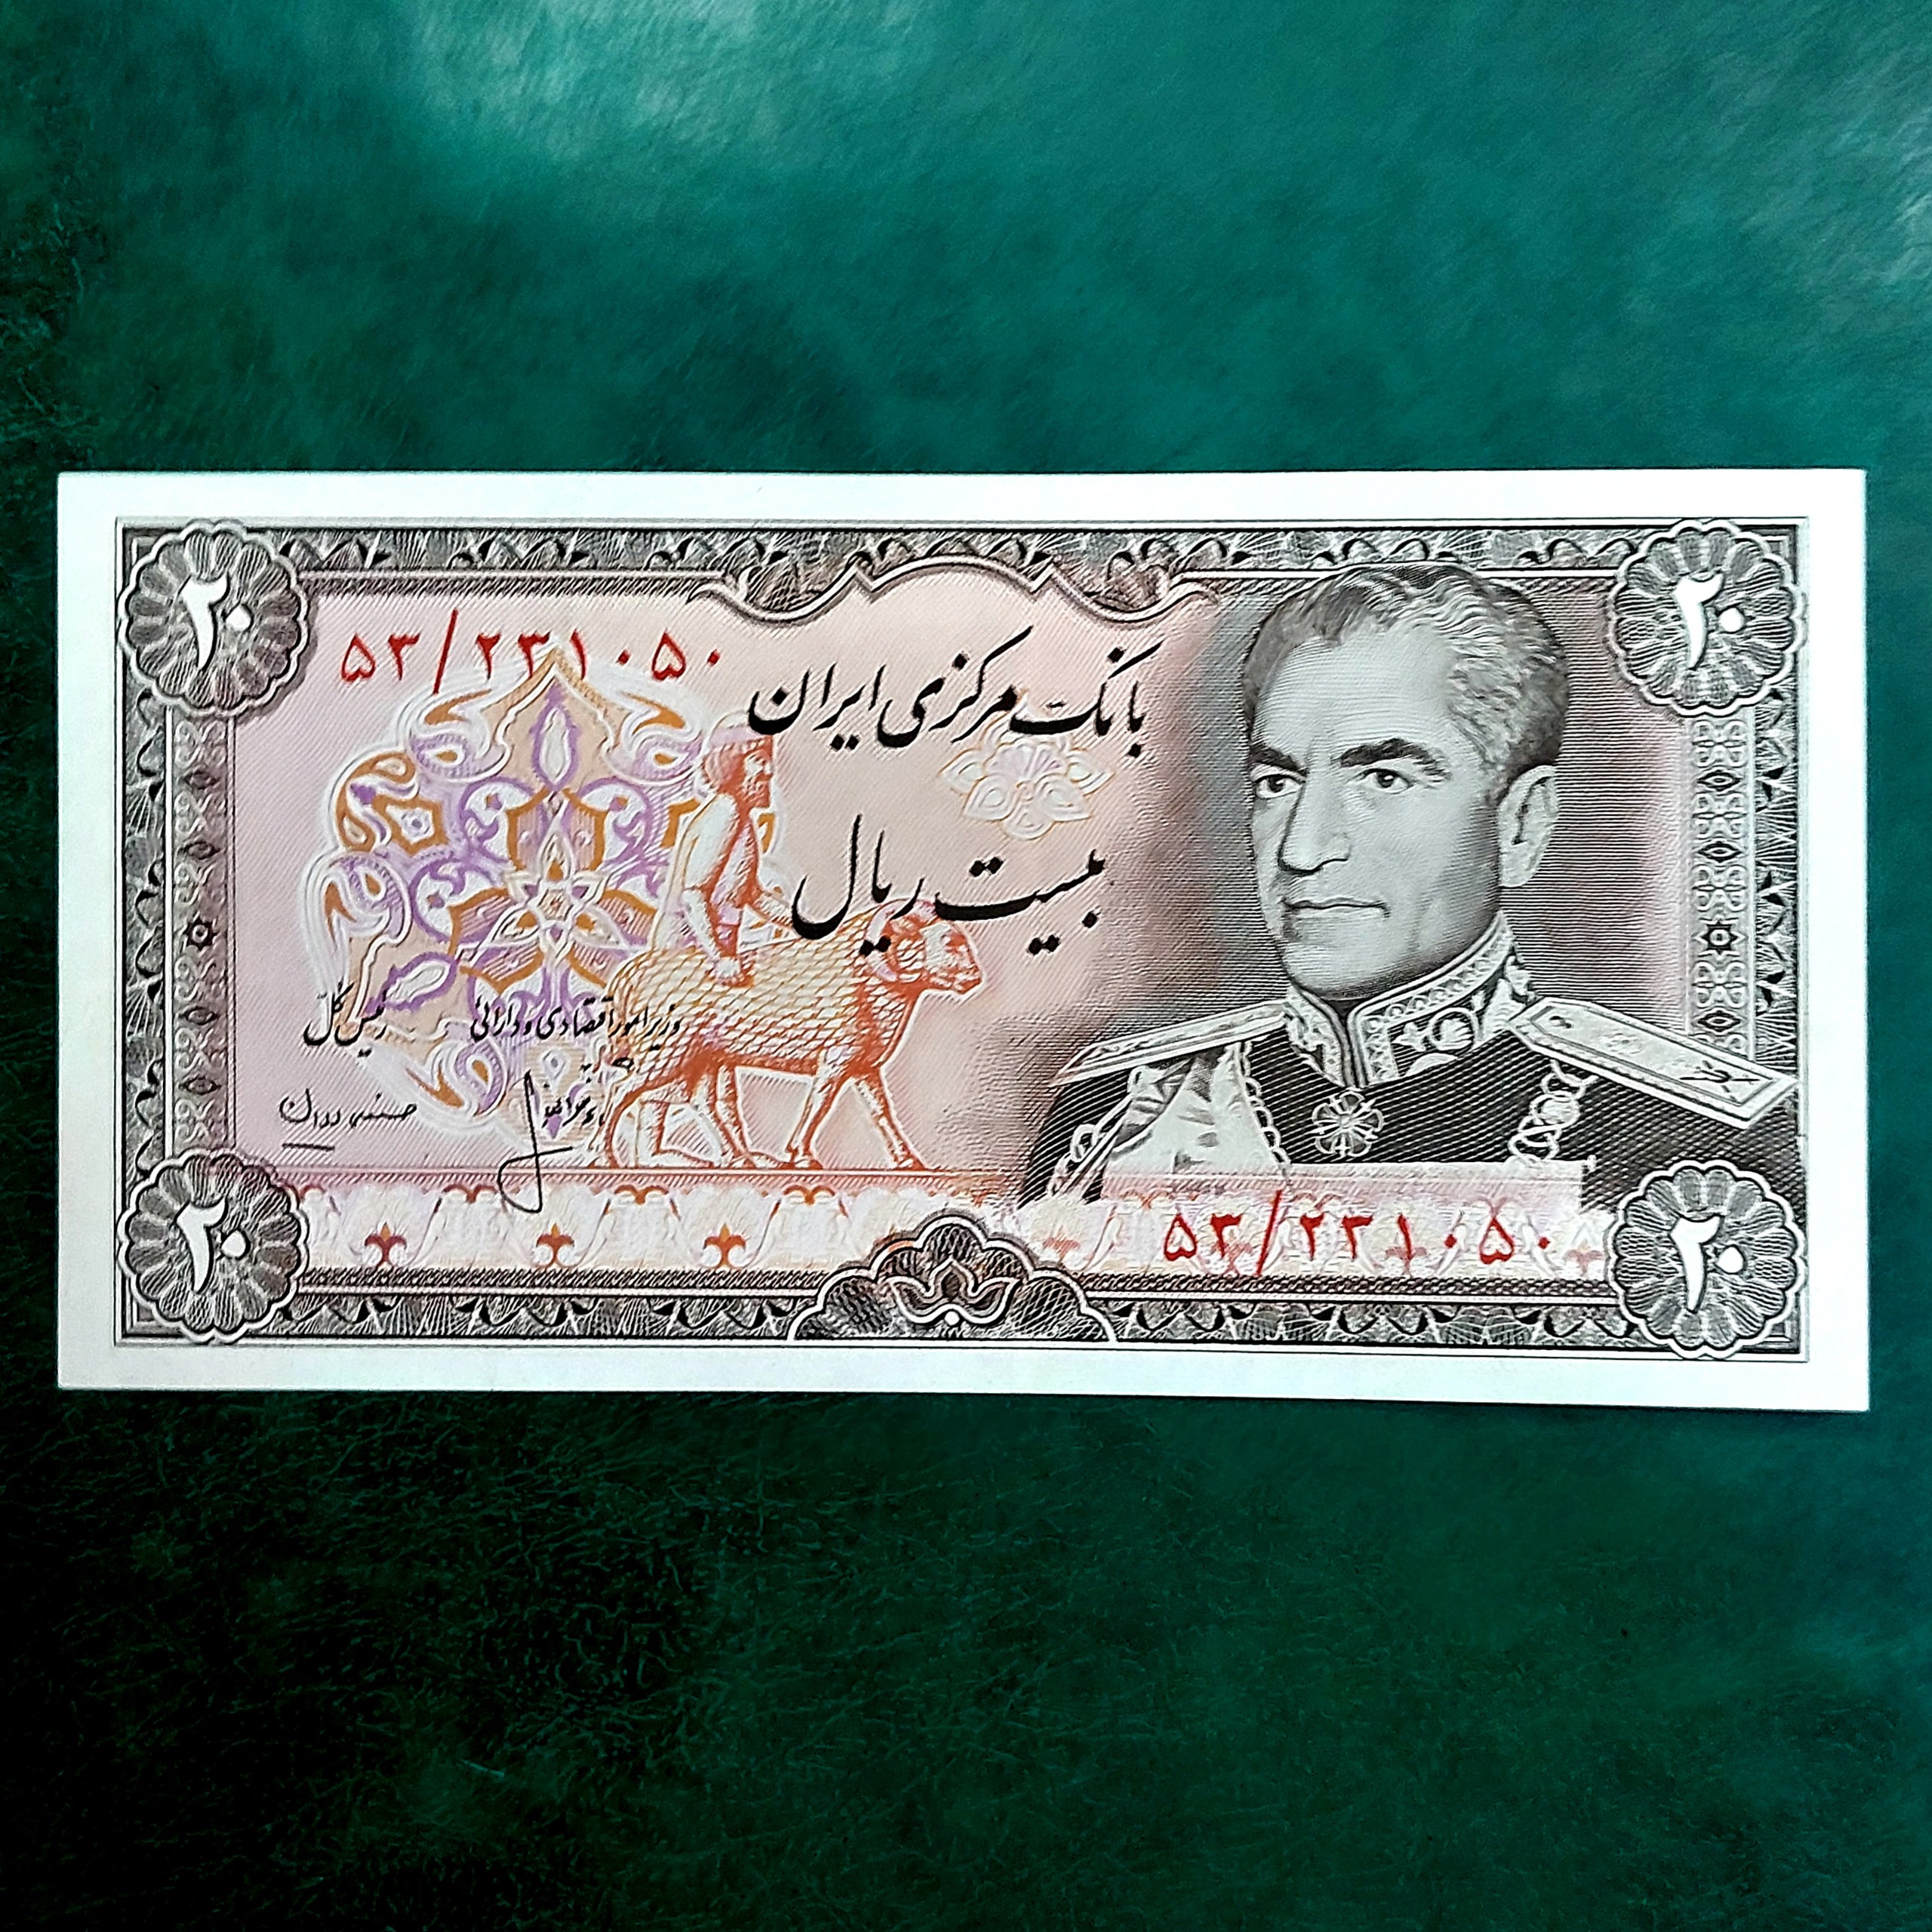 ۲۰
۲۰
۵۳/۲۳۱۰۵۰
بانک مرکزی ایران
بیست ریال
وزیر امور اقتصادی و دارائی
رئیس کل
۵۳/۲۳۱۰۵۰
۲۰
۲۰